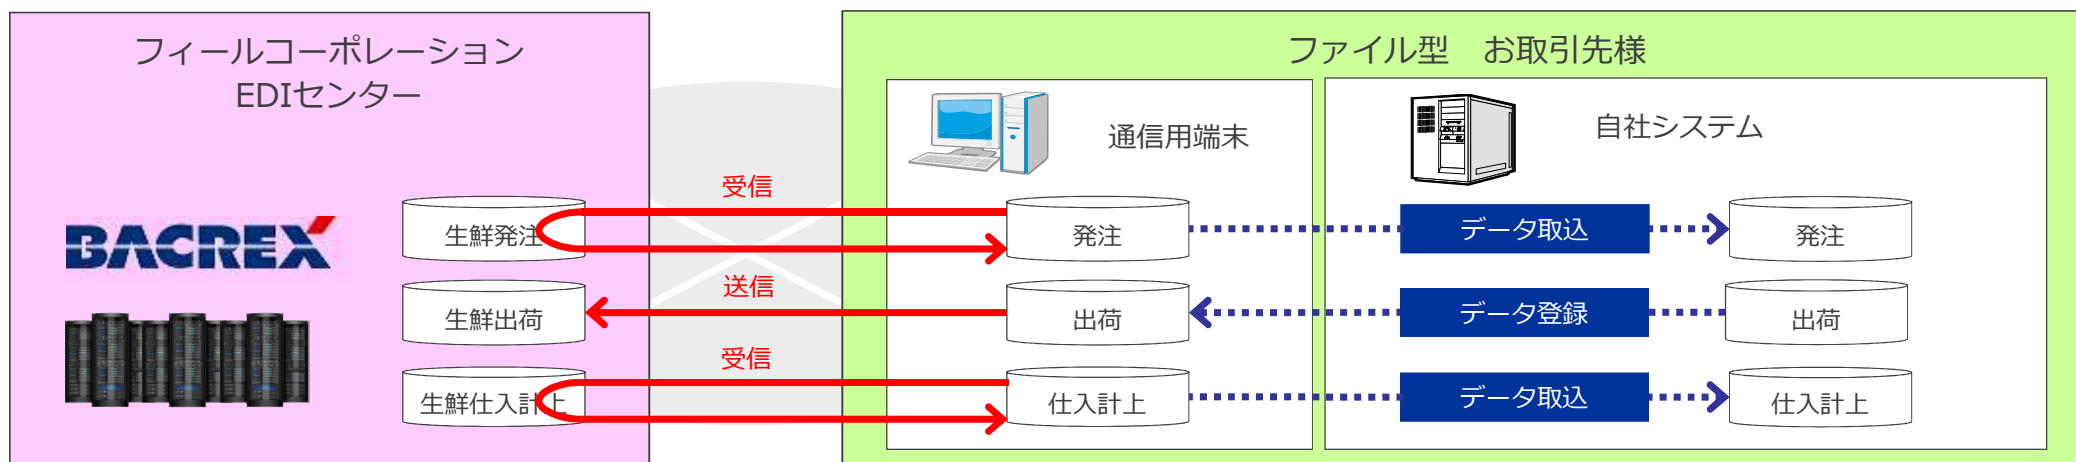 フィールコーポレーション
EDIセンター
ファイル型　お取引先様
通信用端末
自社システム
BACREX
受信
生鮮発注
発注
データ取込
発注
送信
生鮮出荷
出荷
データ登録
出荷
受信
生鮮仕入計上
仕入計上
データ取込
仕入計上